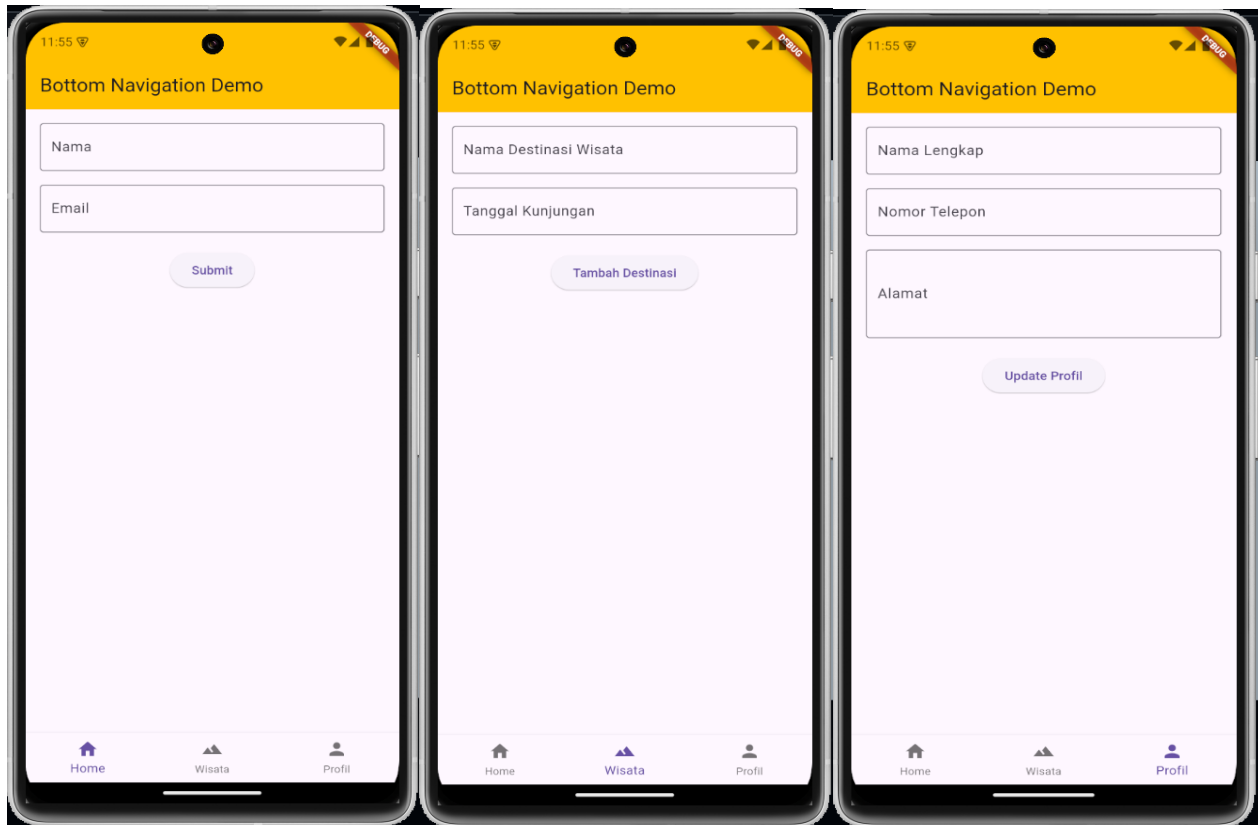 11:55
DEBUG
Bottom Navigation Demo
Nama
Email
Submit
Home
Wisata
Profil
11:55
DEBUG
Bottom Navigation Demo
Nama Destinasi Wisata
Tanggal Kunjungan
Tambah Destinasi
Home
Wisata
Profil
11:55
DEBUG
Bottom Navigation Demo
Nama Lengkap
Nomor Telepon
Alamat
Update Profil
Home
Wisata
Profil